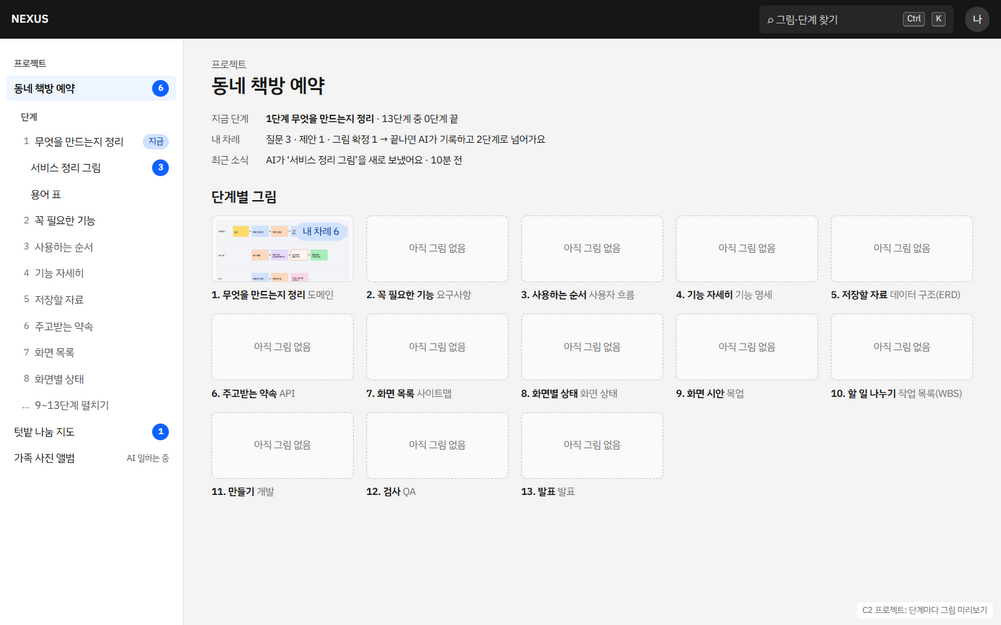 NEXUS
그림·단계 찾기 Ctrl K
나
프로젝트
동네 책방 예약 6
단계
1 무엇을 만드는지 정리 지금
서비스 정리 그림 3
용어 표
2 꼭 필요한 기능
3 사용하는 순서
4 기능 자세히
5 저장할 자료
6 주고받는 약속
7 화면 목록
8 화면별 상태
... 9~13단계 펼치기
텃밭 나눔 지도 1
가족 사진 앨범 AI 일하는 중
프로젝트
동네 책방 예약
지금 단계 1단계 무엇을 만드는지 정리 · 13단계 중 0단계 끝
내 차례 질문 3 · 제안 1 · 그림 확정 1 → 끝나면 AI가 기록하고 2단계로 넘어가요
최근 소식 AI가 ‘서비스 정리 그림’을 새로 보냈어요 · 10분 전
단계별 그림
내 차례 6
아직 그림 없음
아직 그림 없음
아직 그림 없음
아직 그림 없음
1. 무엇을 만드는지 정리 도메인
2. 꼭 필요한 기능 요구사항
3. 사용하는 순서 사용자 흐름
4. 기능 자세히 기능 명세
5. 저장할 자료 데이터 구조(ERD)
아직 그림 없음
아직 그림 없음
아직 그림 없음
아직 그림 없음
아직 그림 없음
6. 주고받는 약속 API
7. 화면 목록 사이트맵
8. 화면별 상태 화면 상태
9. 화면 시안 목업
10. 할 일 나누기 작업 목록(WBS)
아직 그림 없음
아직 그림 없음
아직 그림 없음
11. 만들기 개발
12. 검사 QA
13. 발표 발표
C2 프로젝트: 단계마다 그림 미리보기